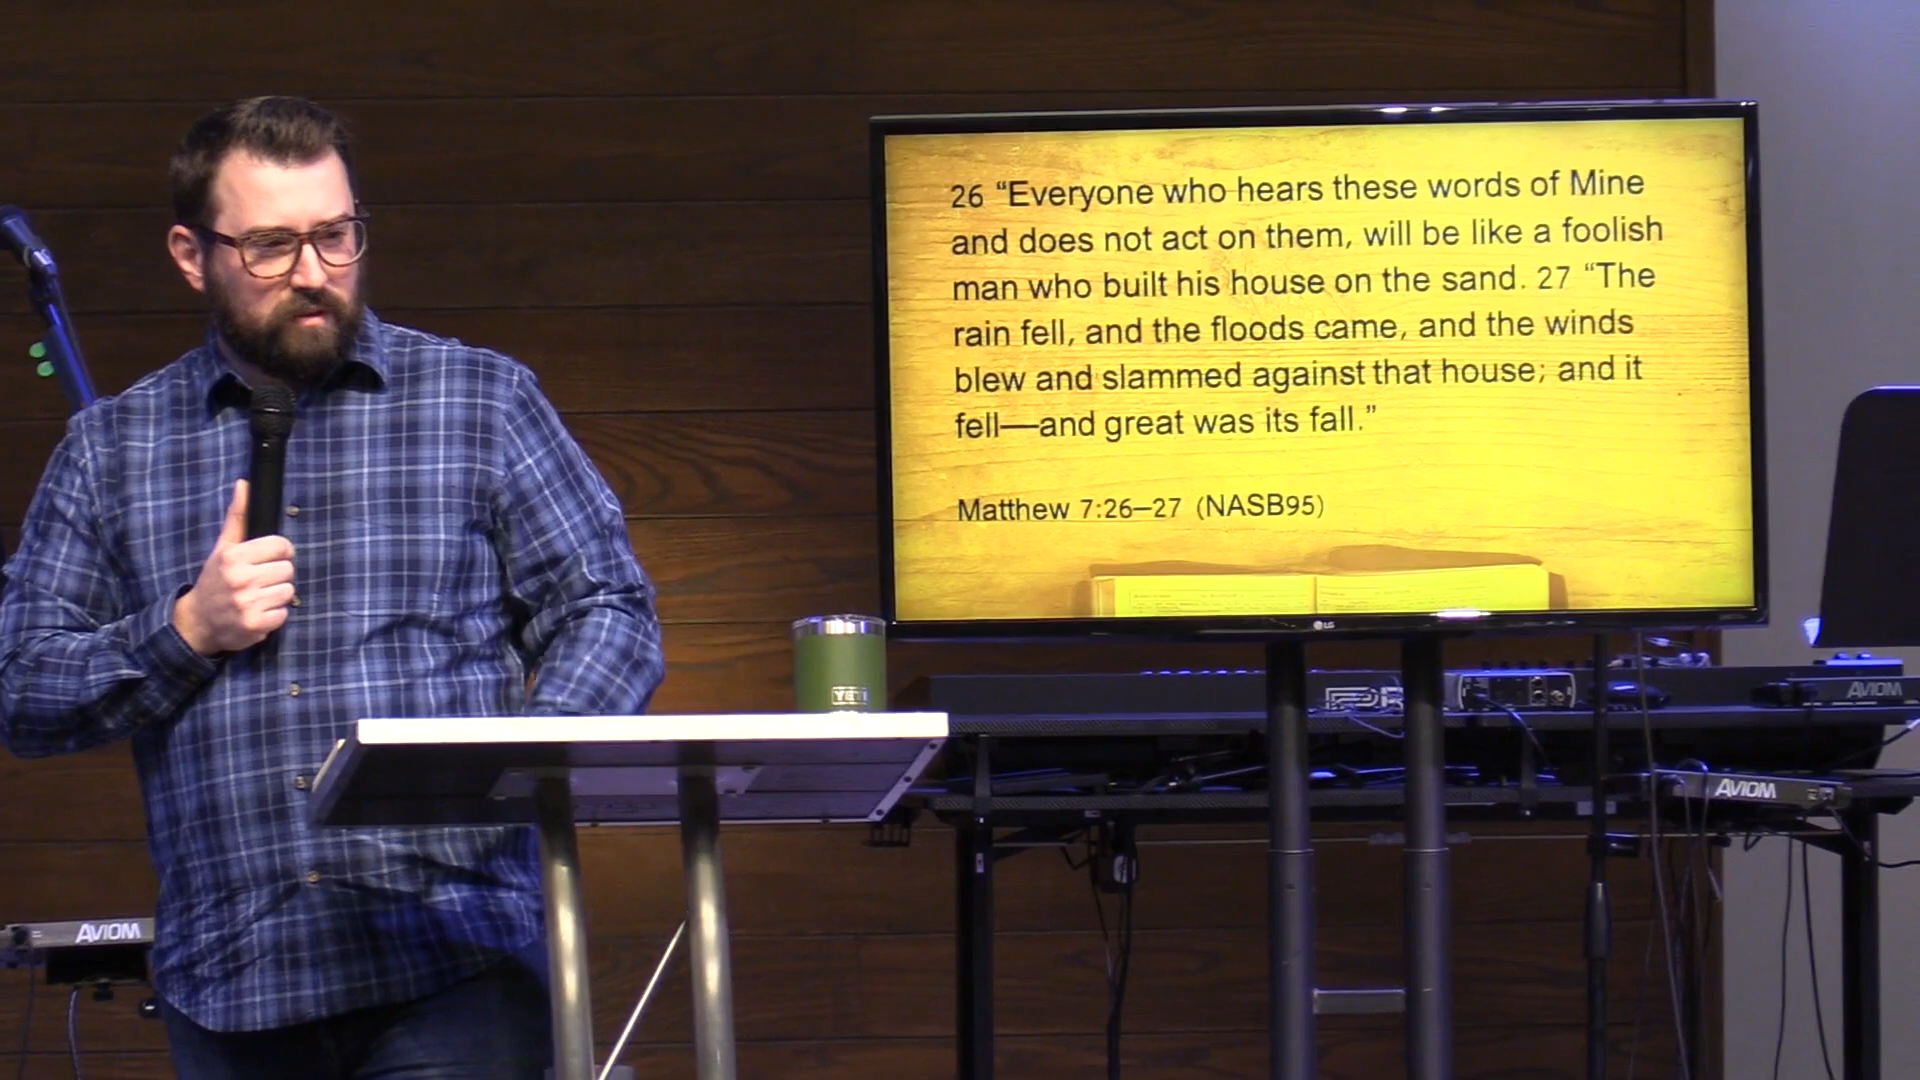 26 “Everyone who hears these words of Mine
and does not act on them, will be like a foolish
man who built his house on the sand. 27 “The
rain fell, and the floods came, and the winds
blew and slammed against that house; and it
fell—and great was its fall.”
Matthew 7:26–27 (NASB95)
LG
YETI
AVIOM
AVIOM
AVIOM